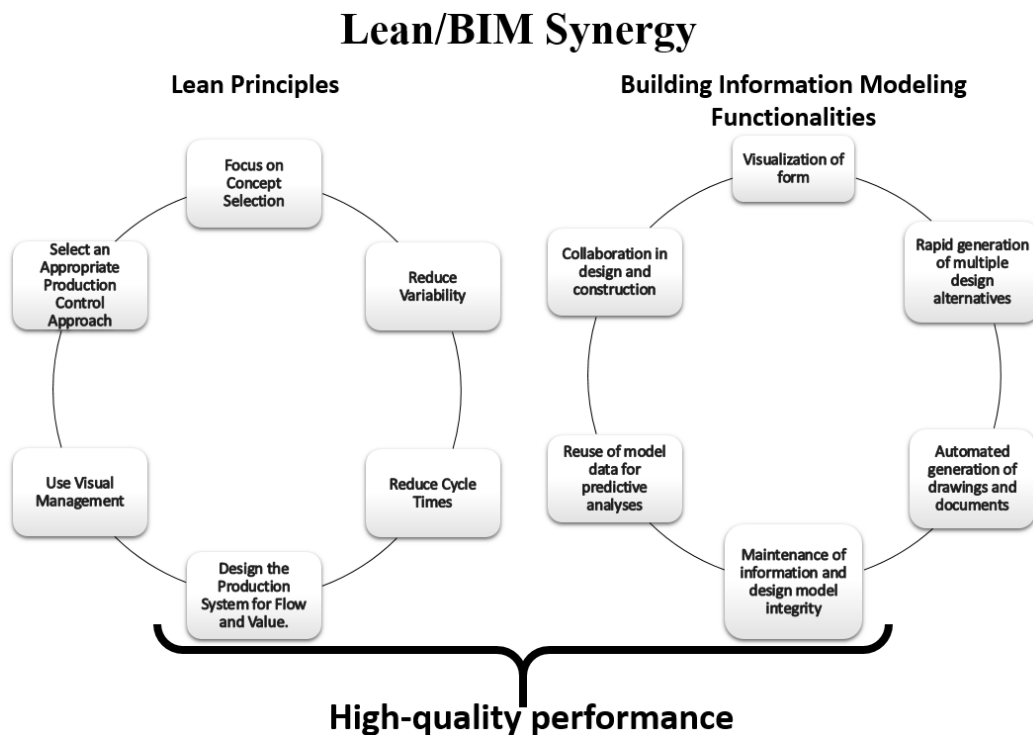 Lean/BIM Synergy
Lean Principles
Focus on
Concept
Selection
Reduce
Variability
Reduce Cycle
Times
Design the
Production
System for Flow
and Value.
Use Visual
Management
Select an
Appropriate
Production
Control
Approach
Building Information Modeling
Functionalities
Visualization of
form
Rapid generation
of multiple
design
alternatives
Automated
generation of
drawings and
documents
Maintenance of
information and
design model
integrity
Reuse of model
data for
predictive
analyses
Collaboration in
design and
construction
High-quality performance